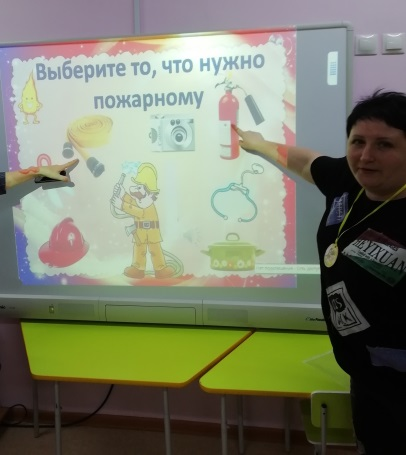 Выберите то, что нужно
пожарному